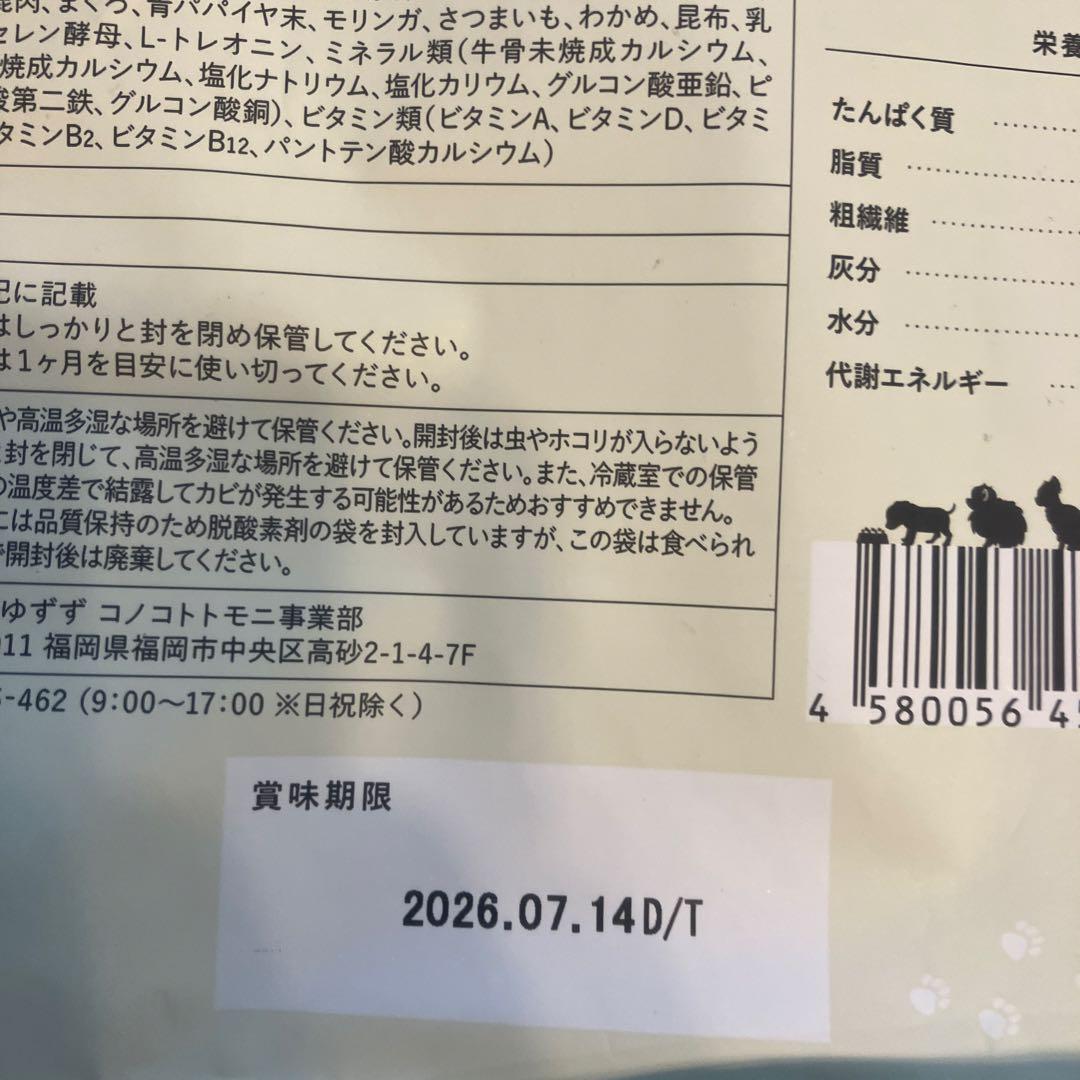 鹿肉、まぐろ、青パパイヤ末、モリンガ、さつまいも、わかめ、昆布、乳
セレン酵母、L-トレオニン、ミネラル類（牛骨未焼成カルシウム、
焼成カルシウム、塩化ナトリウム、塩化カリウム、グルコン酸亜鉛、ピ
酸第二鉄、グルコン酸銅）、ビタミン類（ビタミンA、ビタミンD、ビタミ
タミンB2、ビタミンB12、パントテン酸カルシウム）
記に記載
はしっかりと封を閉め保管してください。
は1ヶ月を目安に使い切ってください。
や高温多湿な場所を避けて保管ください。開封後は虫やホコリが入らないよう
と封を閉じて、高温多湿な場所を避けて保管ください。また、冷蔵室での保管
の温度差で結露してカビが発生する可能性があるためおすすめできません。
には品質保持のため脱酸素剤の袋を封入していますが、この袋は食べられ
で開封後は廃棄してください。
ゆずず コノコトトモニ事業部
011 福岡県福岡市中央区高砂2-1-4-7F
-462（9:00～17:00 ※日祝除く）
栄養
たんぱく質
脂質
粗繊維
灰分
水分
代謝エネルギー
4 580056 4
賞味期限
2026.07.14D/T